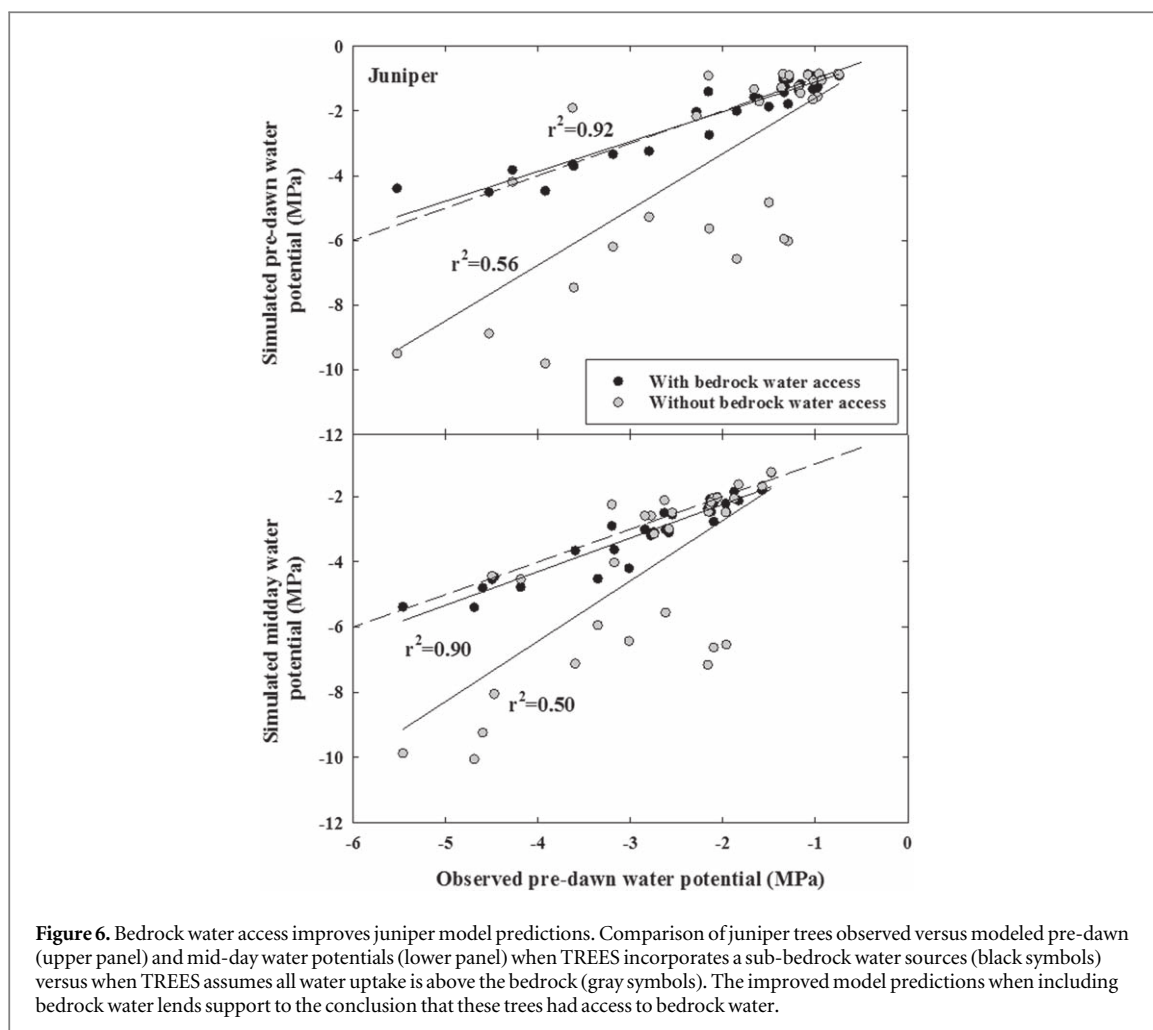 0
Juniper
-2
r²=0.92
-4
Simulated pre-dawn water
potential (MPa)
-6
r²=0.56
-8
-10
With bedrock water access
Without bedrock water access
-12
-2
-4
Simulated midday water
potential (MPa)
-6
r²=0.90
-8
r²=0.50
-10
-12
-6 -5 -4 -3 -2 -1 0
Observed pre-dawn water potential (MPa)
Figure 6. Bedrock water access improves juniper model predictions. Comparison of juniper trees observed versus modeled pre-dawn
(upper panel) and mid-day water potentials (lower panel) when TREES incorporates a sub-bedrock water sources (black symbols)
versus when TREES assumes all water uptake is above the bedrock (gray symbols). The improved model predictions when including
bedrock water lends support to the conclusion that these trees had access to bedrock water.